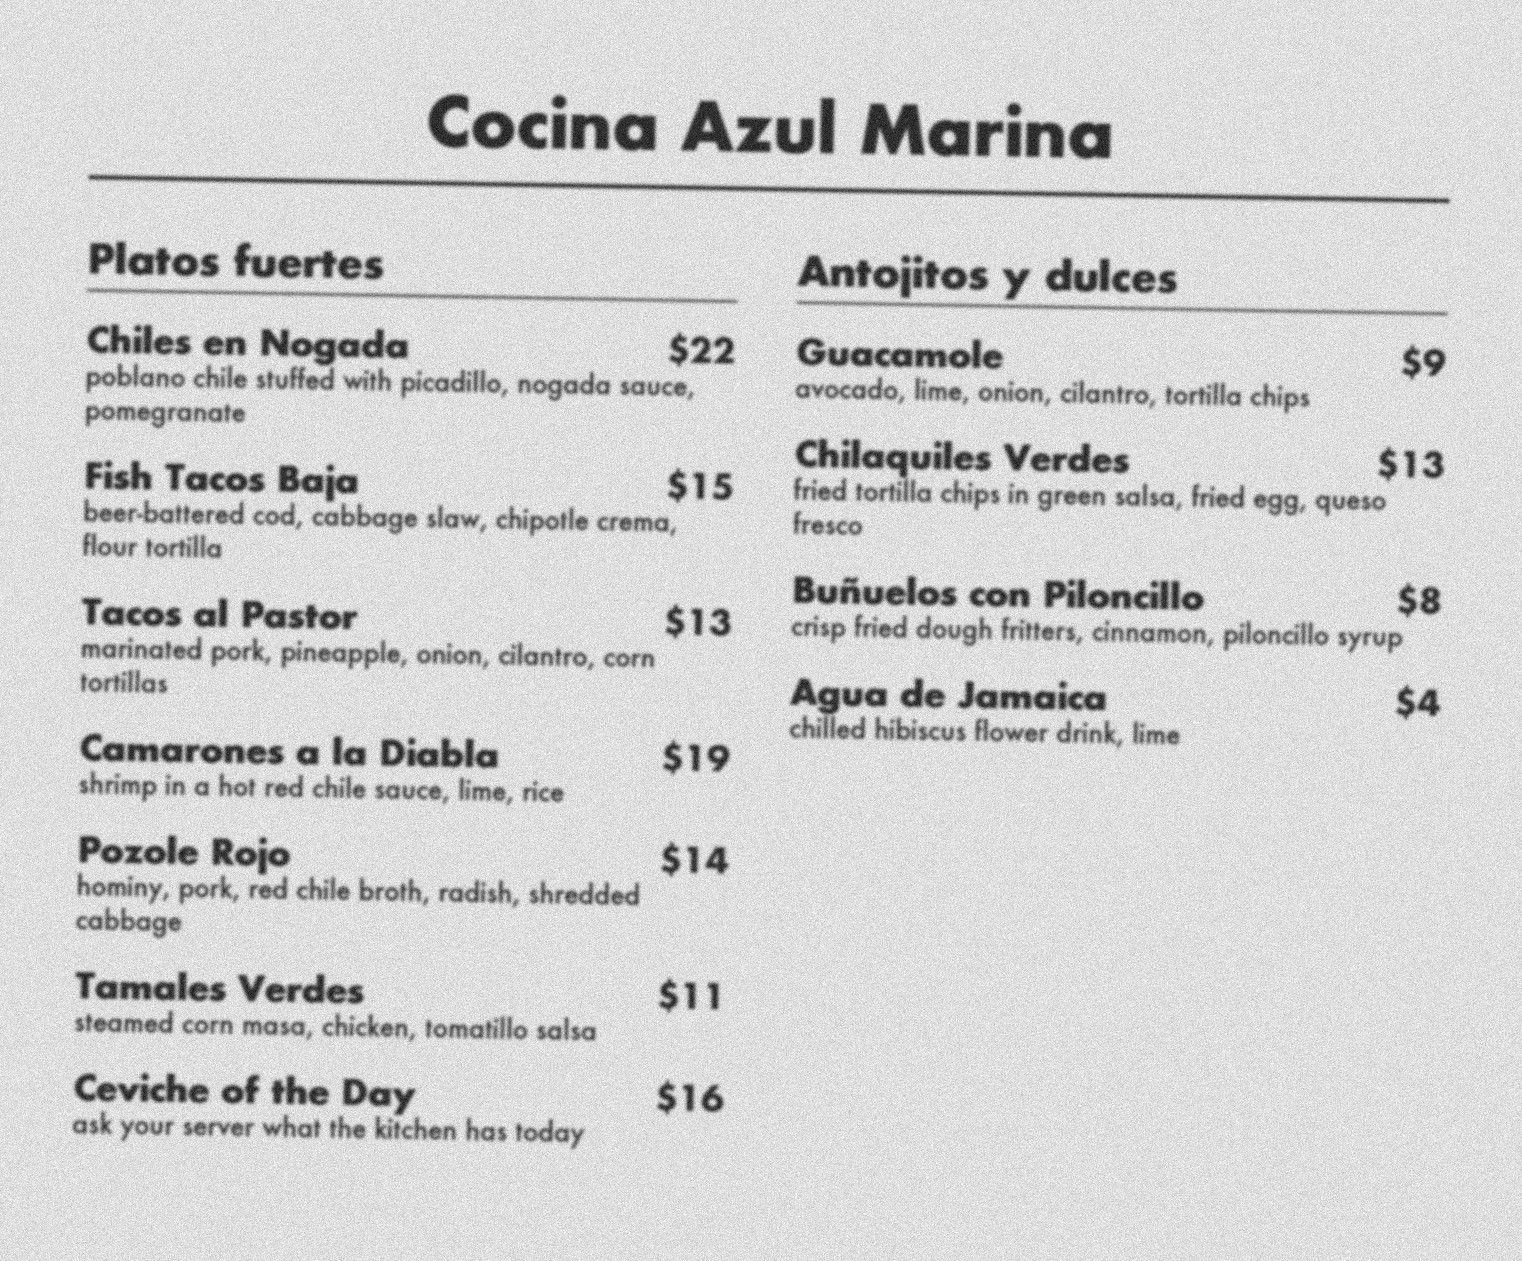 Cocina Azul Marina
Platos fuertes
Chiles en Nogada $22
poblano chile stuffed with picadillo, nogada sauce,
pomegranate
Fish Tacos Baja $15
beer-battered cod, cabbage slaw, chipotle crema,
flour tortilla
Tacos al Pastor $13
marinated pork, pineapple, onion, cilantro, corn
tortillas
Camarones a la Diabla $19
shrimp in a hot red chile sauce, lime, rice
Pozole Rojo $14
hominy, pork, red chile broth, radish, shredded
cabbage
Tamales Verdes $11
steamed corn masa, chicken, tomatillo salsa
Ceviche of the Day $16
ask your server what the kitchen has today
Antojitos y dulces
Guacamole $9
avocado, lime, onion, cilantro, tortilla chips
Chilaquiles Verdes $13
fried tortilla chips in green salsa, fried egg, queso
fresco
Buñuelos con Piloncillo $8
crisp fried dough fritters, cinnamon, piloncillo syrup
Agua de Jamaica $4
chilled hibiscus flower drink, lime